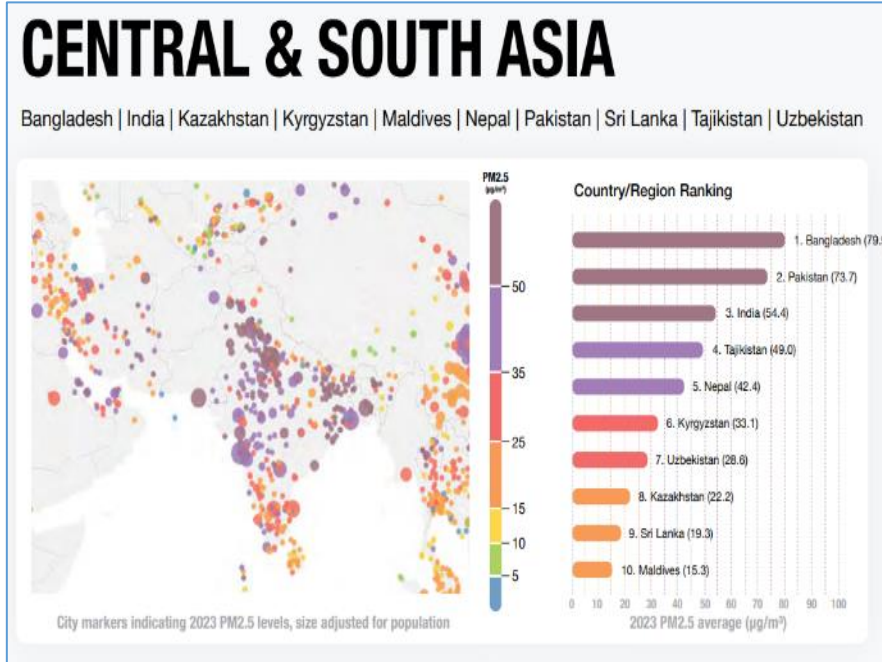 CENTRAL & SOUTH ASIA
Bangladesh | India | Kazakhstan | Kyrgyzstan | Maldives | Nepal | Pakistan | Sri Lanka | Tajikistan | Uzbekistan
PM2.5
(µg/m³)
50
35
25
15
10
5
City markers indicating 2023 PM2.5 levels, size adjusted for population
Country/Region Ranking
1. Bangladesh (79.
2. Pakistan (73.7)
3. India (54.4)
4. Tajikistan (49.0)
5. Nepal (42.4)
6. Kyrgyzstan (33.1)
7. Uzbekistan (28.6)
8. Kazakhstan (22.2)
9. Sri Lanka (19.3)
10. Maldives (15.3)
0 10 20 30 40 50 60 70 80 90 100
2023 PM2.5 average (µg/m³)